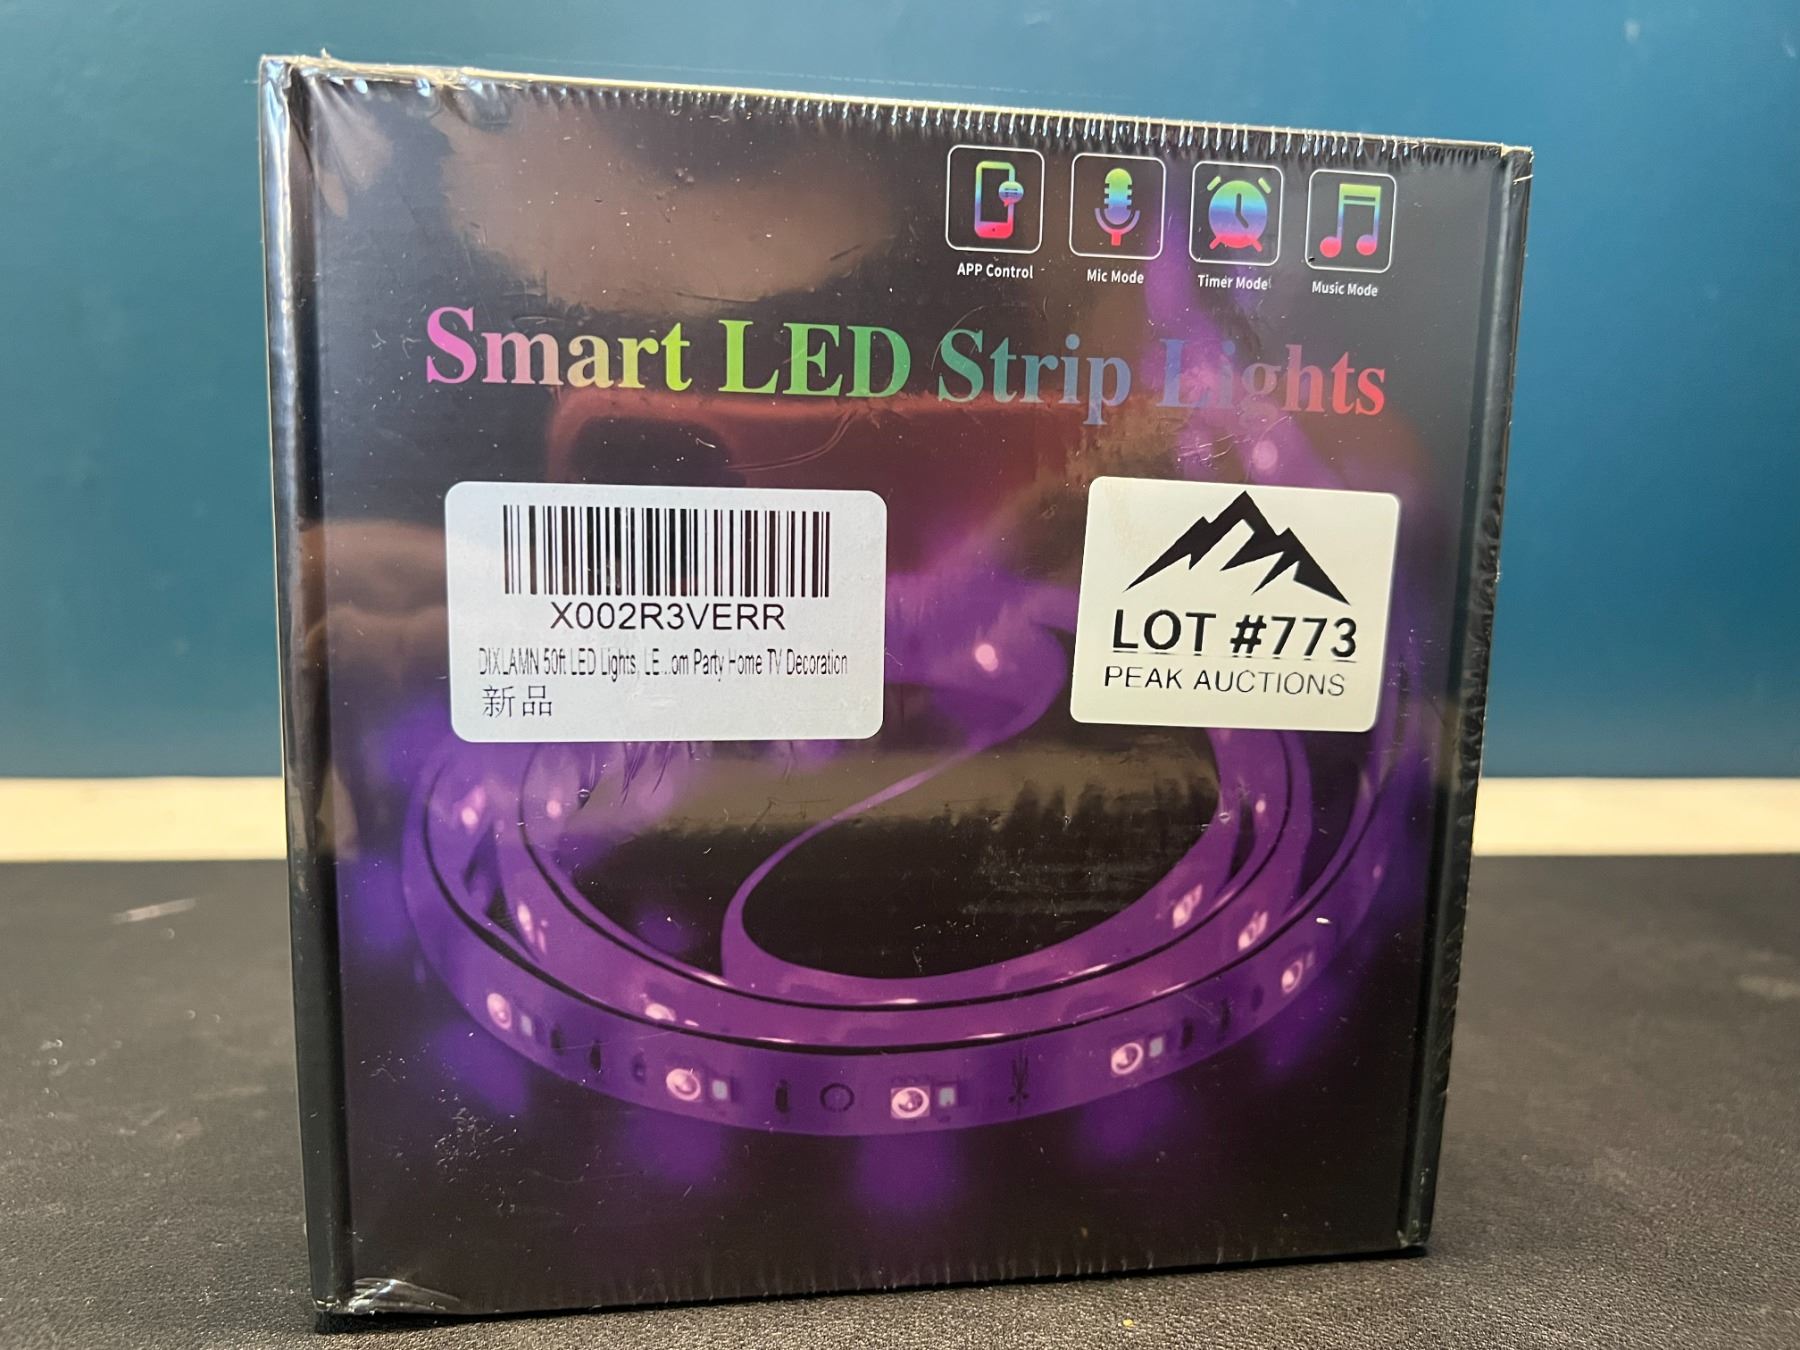 APP Control
Mic Mode
Timer Mode
Music Mode
Smart LED Strip Lights
X002R3VERR
DIXLAMN 50ft LED Lights, LE...om Party Home TV Decoration
新品
LOT #773
PEAK AUCTIONS